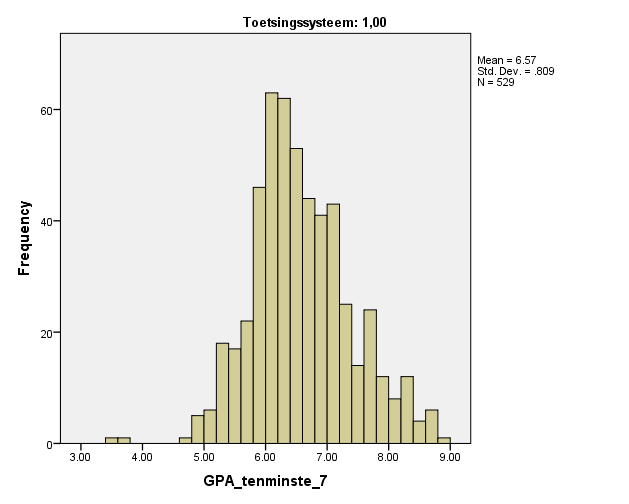 Toetsingssysteem: 1,00
Mean = 6.57
Std. Dev. = .809
N = 529
Frequency
60
40
20
0
3.00 4.00 5.00 6.00 7.00 8.00 9.00
GPA_tenminste_7